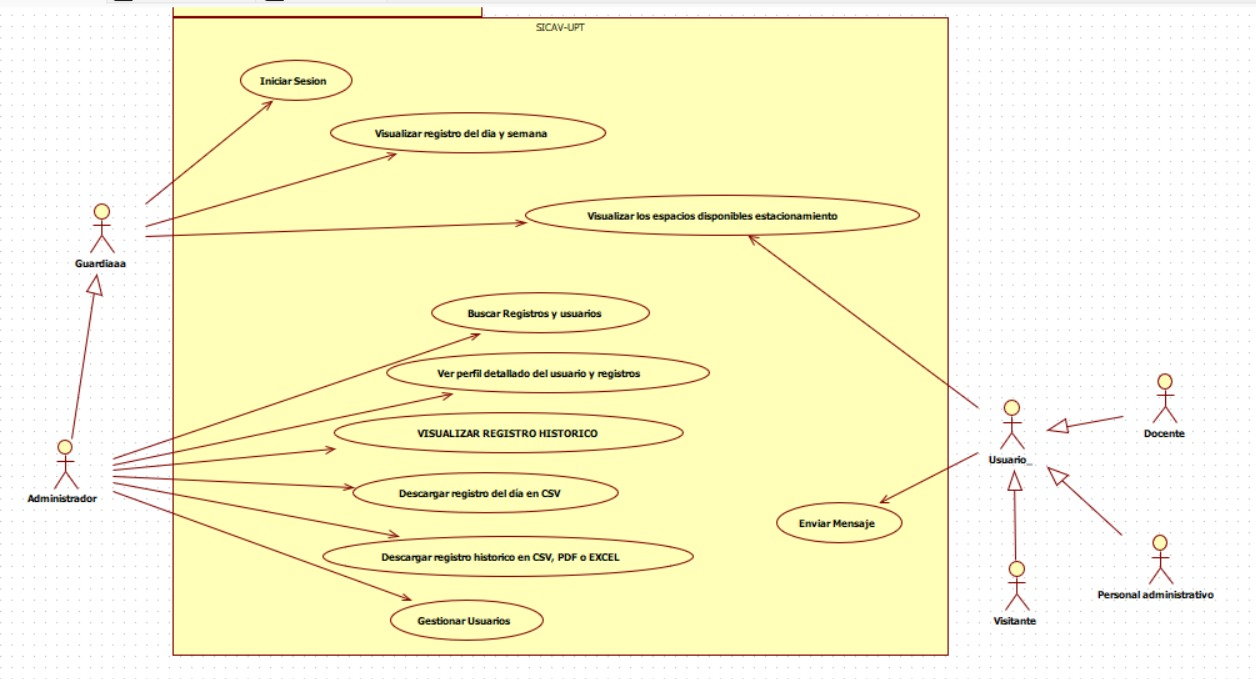 SICAV-UPT
Iniciar Sesion
Visualizar registro del dia y semana
Visualizar los espacios disponibles estacionamiento
Guardiaaa
Buscar Registros y usuarios
Ver perfil detallado del usuario y registros
VISUALIZAR REGISTRO HISTORICO
Docente
Usuario_
Administrador
Descargar registro del día en CSV
Enviar Mensaje
Descargar registro historico en CSV, PDF o EXCEL
Personal administrativo
Gestionar Usuarios
Visitante